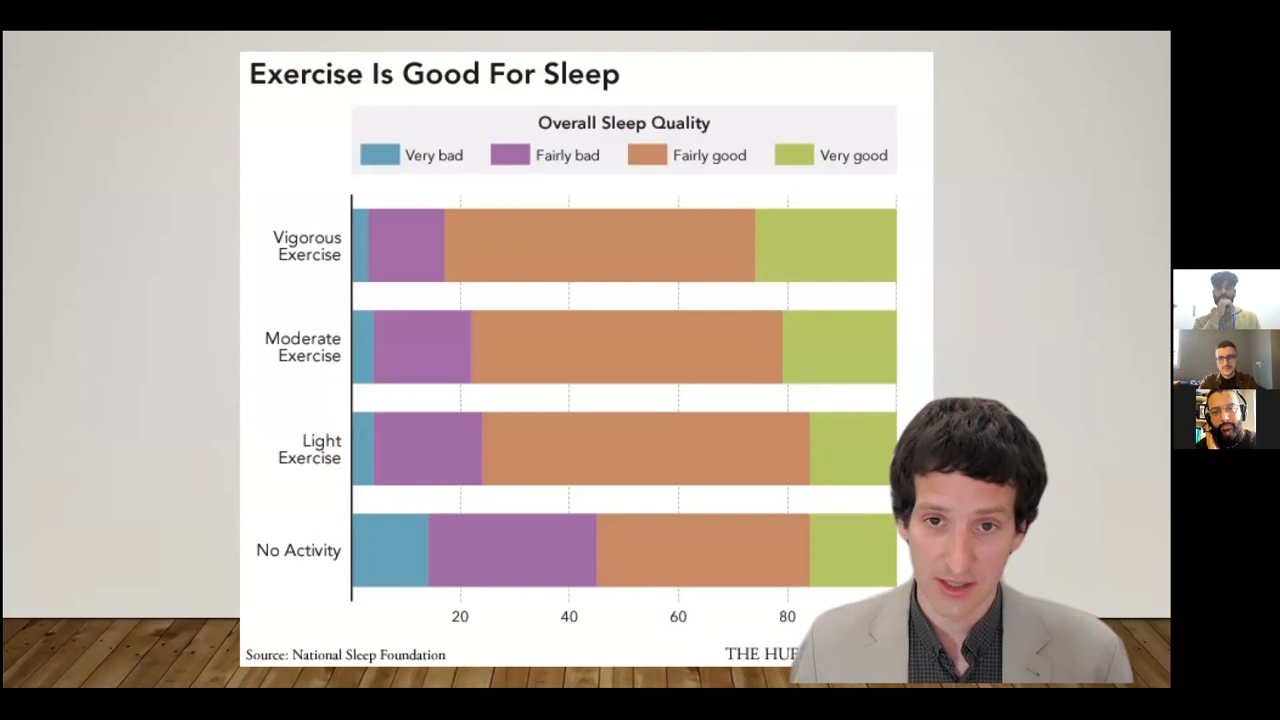 Exercise Is Good For Sleep
Overall Sleep Quality
Very bad Fairly bad Fairly good Very good
Vigorous
Exercise
Moderate
Exercise
Light
Exercise
No Activity
20 40 60 80
Source: National Sleep Foundation THE